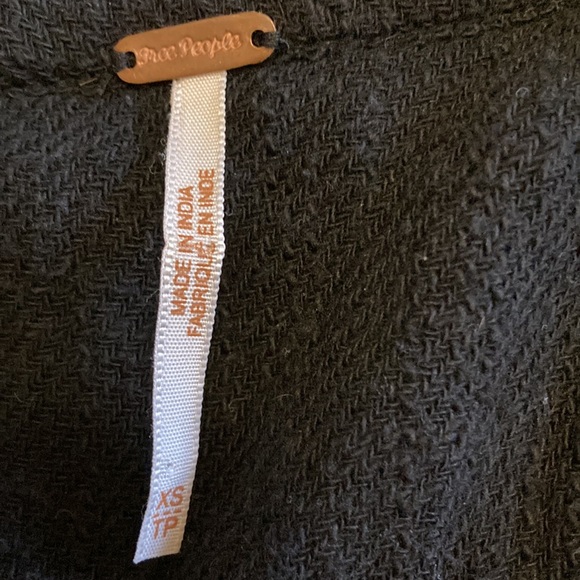 Free People
MADE IN INDIA
FABRIQUÉ EN INDE
XS
TP